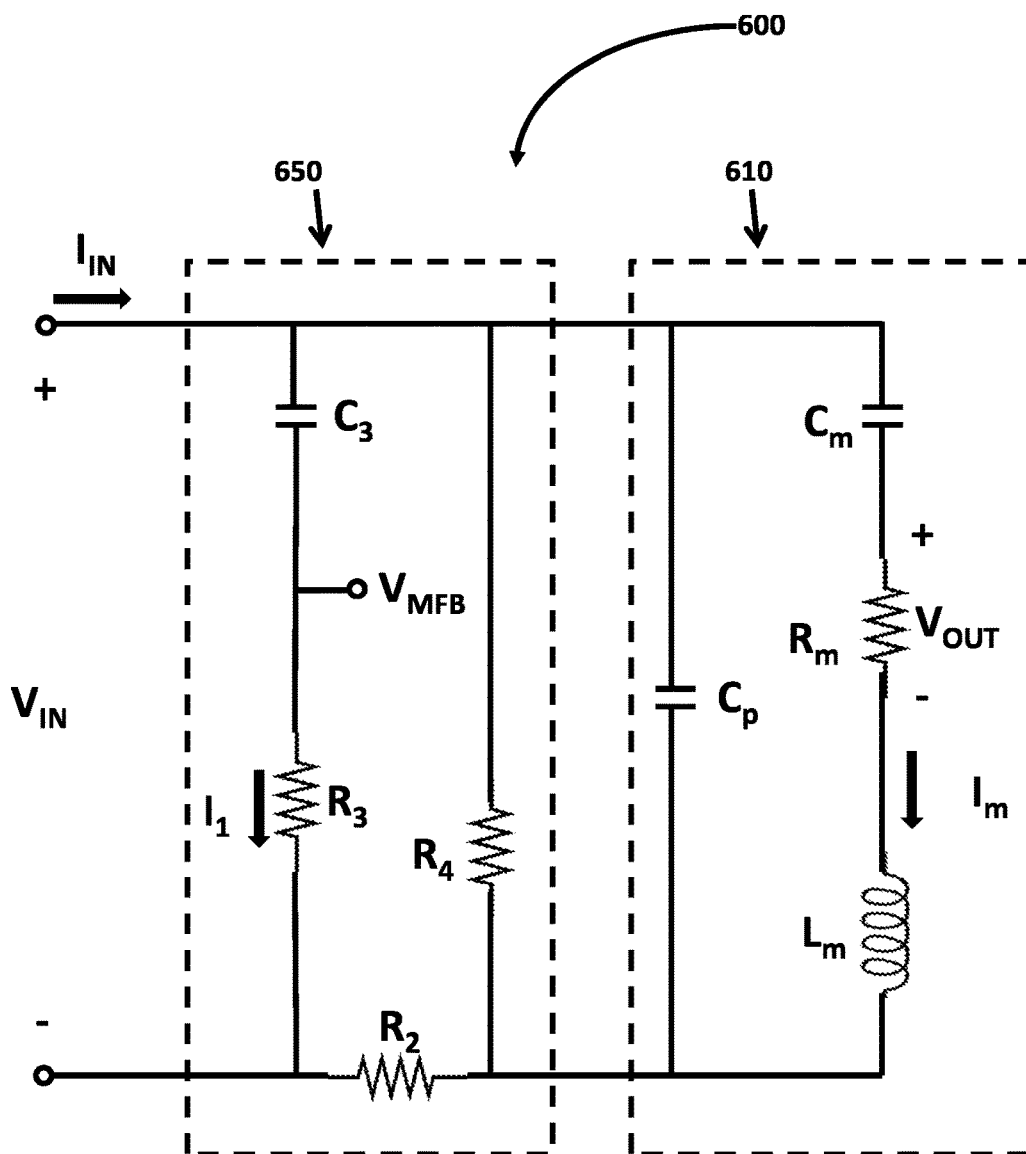 600
650
610
I_IN
+
C_3
C_m
+
V_MFB
R_m
V_OUT
V_IN
C_p
-
I_m
I_1
R_3
R_4
L_m
-
R_2